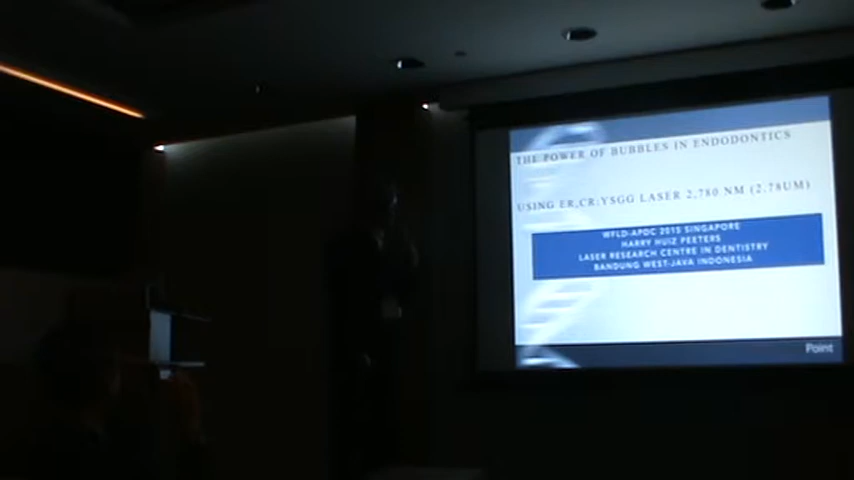 THE POWER OF BUBBLES IN ENDODONTICS
USING ER,CR:YSGG LASER 2,780 NM (2.78UM)
WFLD-APDC 2015 SINGAPORE
HARRY HUIZ PEETERS
LASER RESEARCH CENTRE IN DENTISTRY
BANDUNG WEST-JAVA INDONESIA
Point